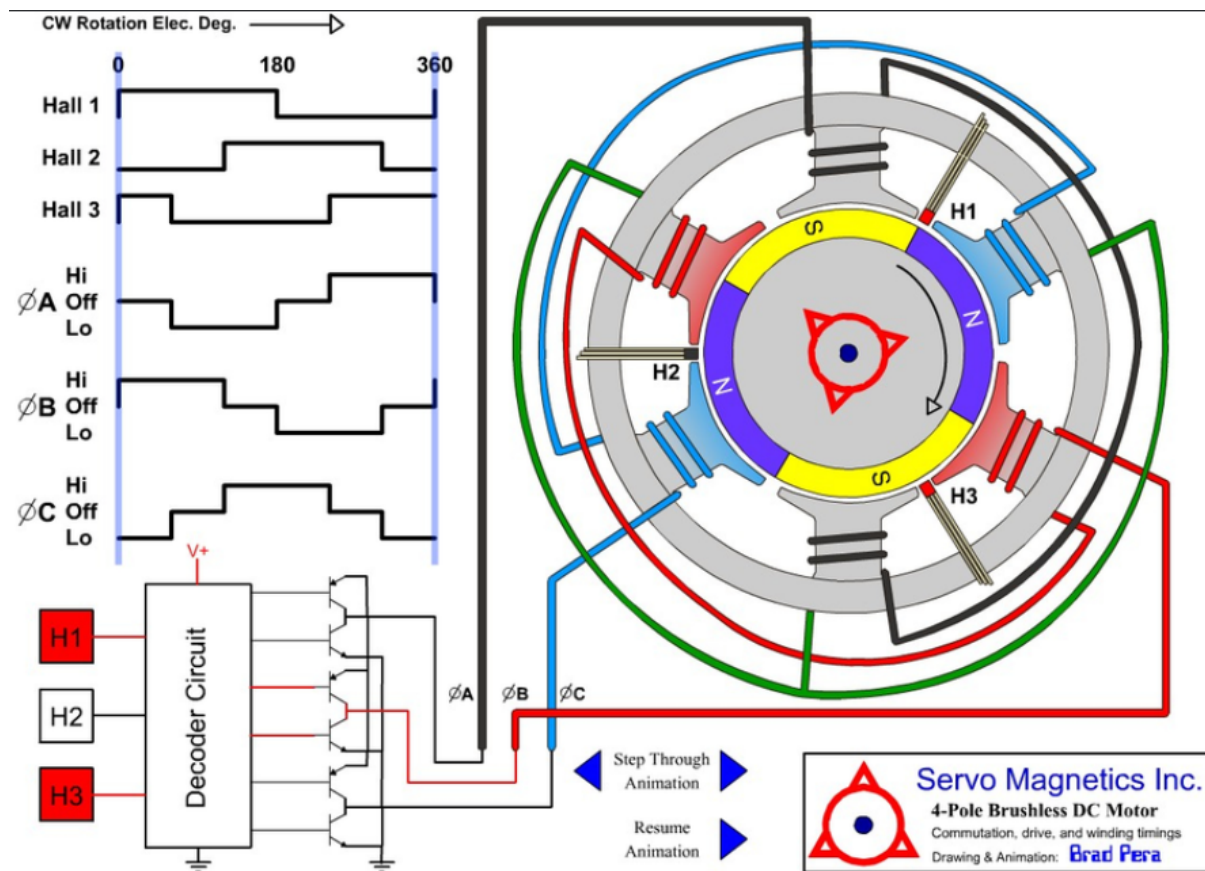 CW Rotation Elec. Deg.
0 180 360
Hall 1
Hall 2
Hall 3
Hi
ØA Off
Lo
Hi
ØB Off
Lo
Hi
ØC Off
Lo
V+
H1
H2
H3
Decoder Circuit
ØA ØB ØC
S
N
N
S
H1
H2
H3
Step Through
Animation
Resume
Animation
Servo Magnetics Inc.
4-Pole Brushless DC Motor
Commutation, drive, and winding timings
Drawing & Animation: Brad Pera